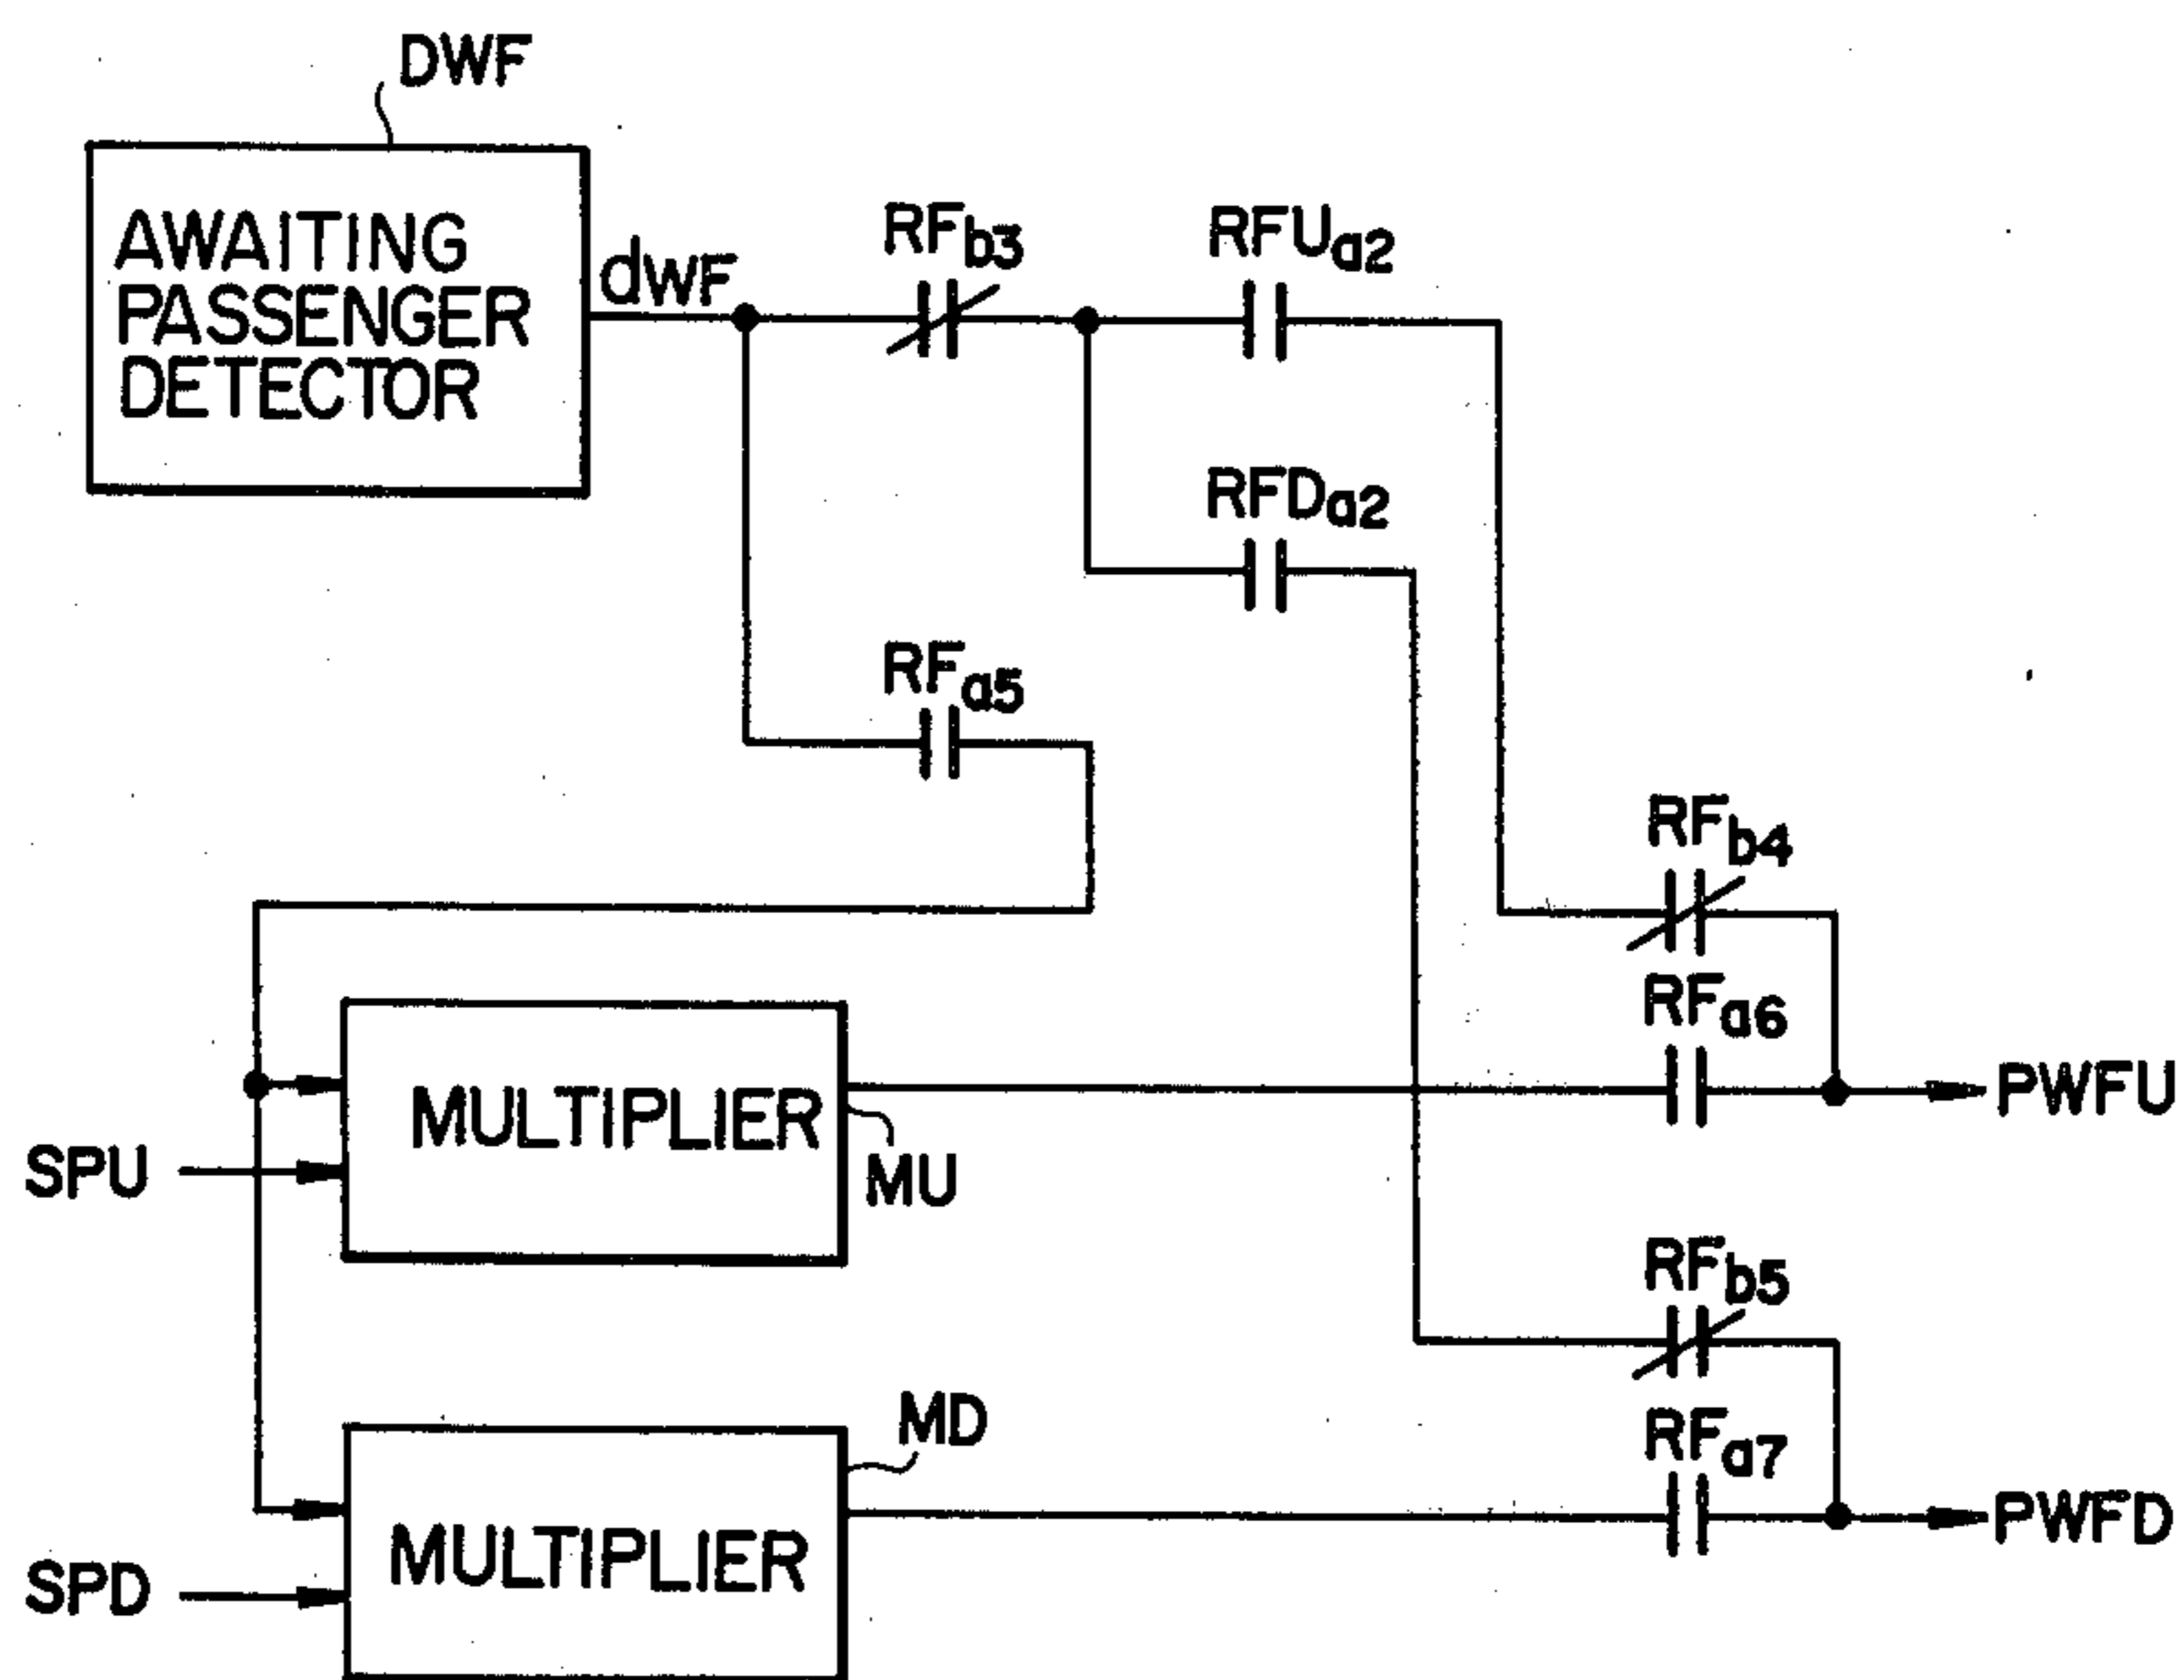 DWF
AWAITING
PASSENGER
DETECTOR
dWF
RFb3
RFUa2
RFDa2
RFa5
RFb4
RFa6
PWFU
MULTIPLIER
MU
SPU
RFb5
MD
RFa7
PWFD
MULTIPLIER
SPD